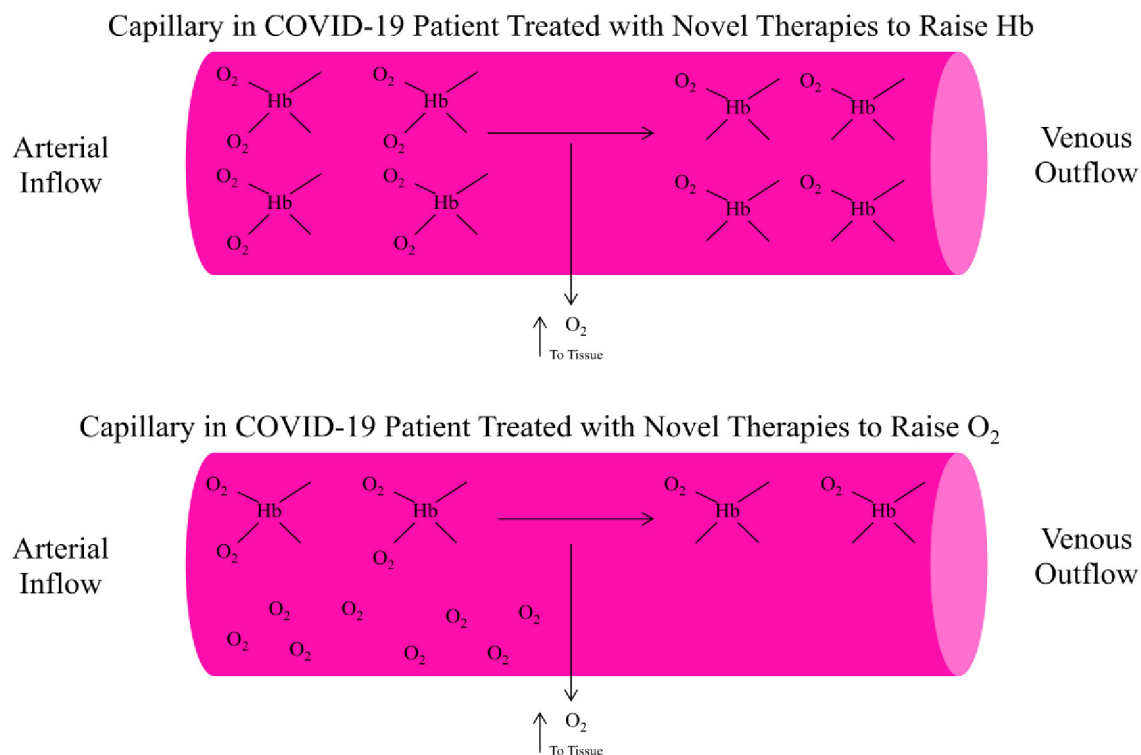 Capillary in COVID-19 Patient Treated with Novel Therapies to Raise Hb
O₂ O₂ O₂ O₂
Hb Hb Hb Hb
O₂ O₂
Arterial
Inflow
Venous
Outflow
O₂ O₂ O₂ O₂
Hb Hb Hb Hb
O₂ O₂
O₂
To Tissue
Capillary in COVID-19 Patient Treated with Novel Therapies to Raise O₂
O₂ O₂ O₂ O₂
Hb Hb Hb Hb
O₂ O₂
Arterial
Inflow
Venous
Outflow
O₂ O₂ O₂ O₂
O₂ O₂ O₂ O₂
O₂
To Tissue